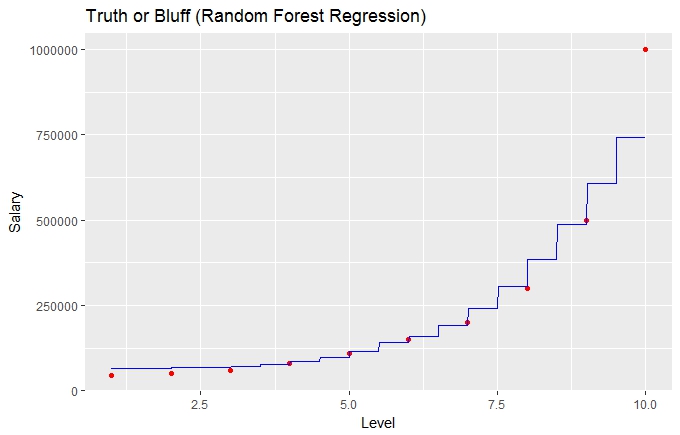 Truth or Bluff (Random Forest Regression)
1000000
750000
500000
250000
0
Salary
2.5 5.0 7.5 10.0
Level